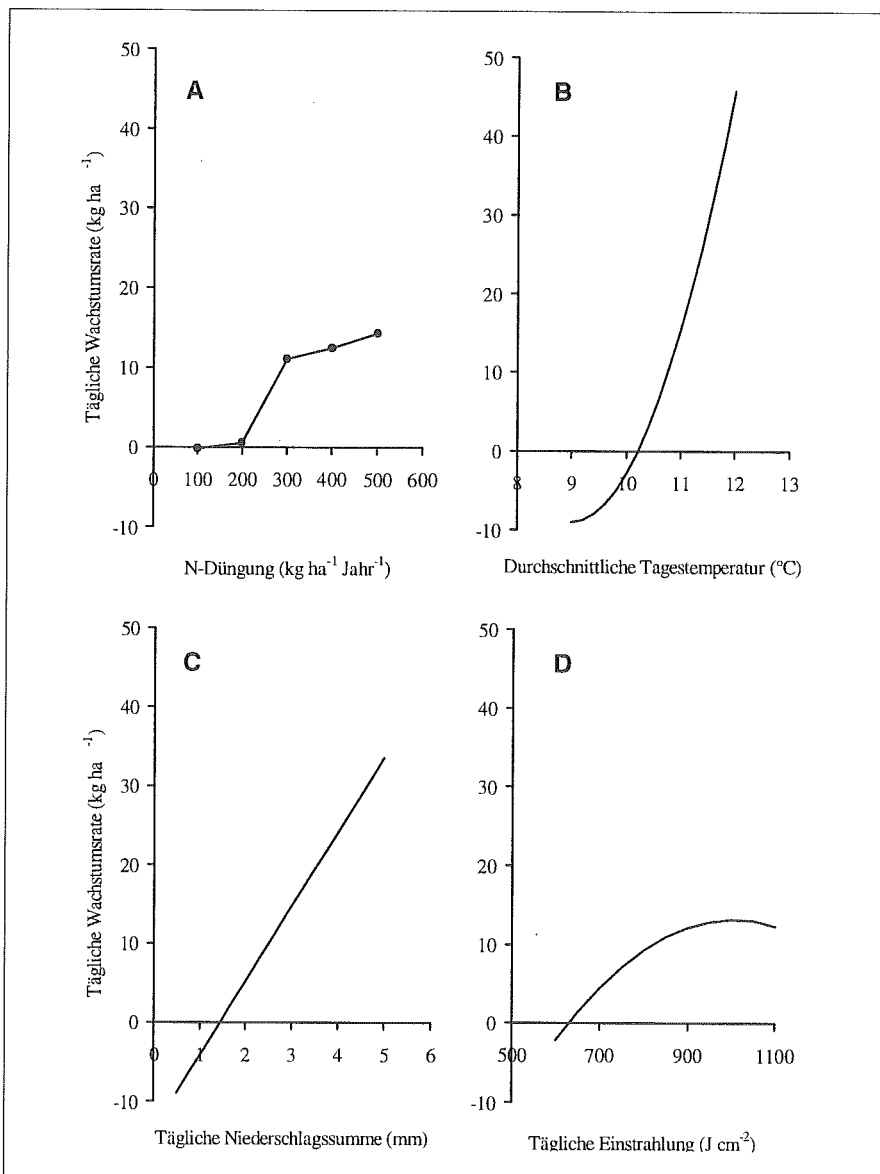 A
Tägliche Wachstumsrate (kg ha⁻¹)
50
40
30
20
10
0
-10
0 100 200 300 400 500 600
N-Düngung (kg ha⁻¹ Jahr⁻¹)
B
50
40
30
20
10
0
-10
8 9 10 11 12 13
Durchschnittliche Tagestemperatur (°C)
C
Tägliche Wachstumsrate (kg ha⁻¹)
50
40
30
20
10
0
-10
0 1 2 3 4 5 6
Tägliche Niederschlagssumme (mm)
D
50
40
30
20
10
0
-10
500 700 900 1100
Tägliche Einstrahlung (J cm⁻²)